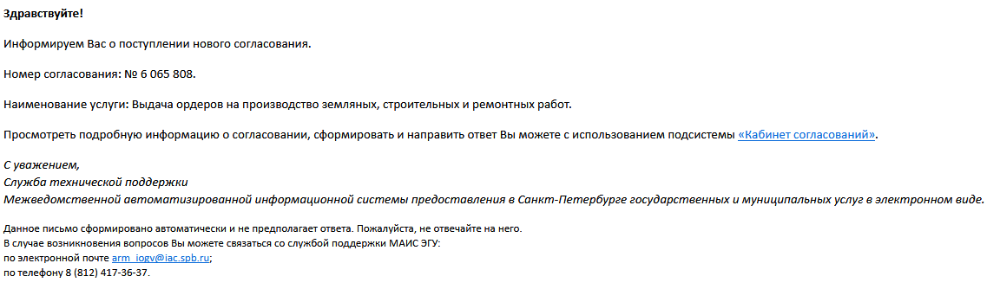 Здравствуйте!
Информируем Вас о поступлении нового согласования.
Номер согласования: № 6 065 808.
Наименование услуги: Выдача ордеров на производство земляных, строительных и ремонтных работ.
Просмотреть подробную информацию о согласовании, сформировать и направить ответ Вы можете с использованием подсистемы «Кабинет согласований».
С уважением,
Служба технической поддержки
Межведомственной автоматизированной информационной системы предоставления в Санкт-Петербурге государственных и муниципальных услуг в электронном виде.
Данное письмо сформировано автоматически и не предполагает ответа. Пожалуйста, не отвечайте на него.
В случае возникновения вопросов Вы можете связаться со службой поддержки МАИС ЭГУ:
по электронной почте arm_iogv@iac.spb.ru;
по телефону 8 (812) 417-36-37.